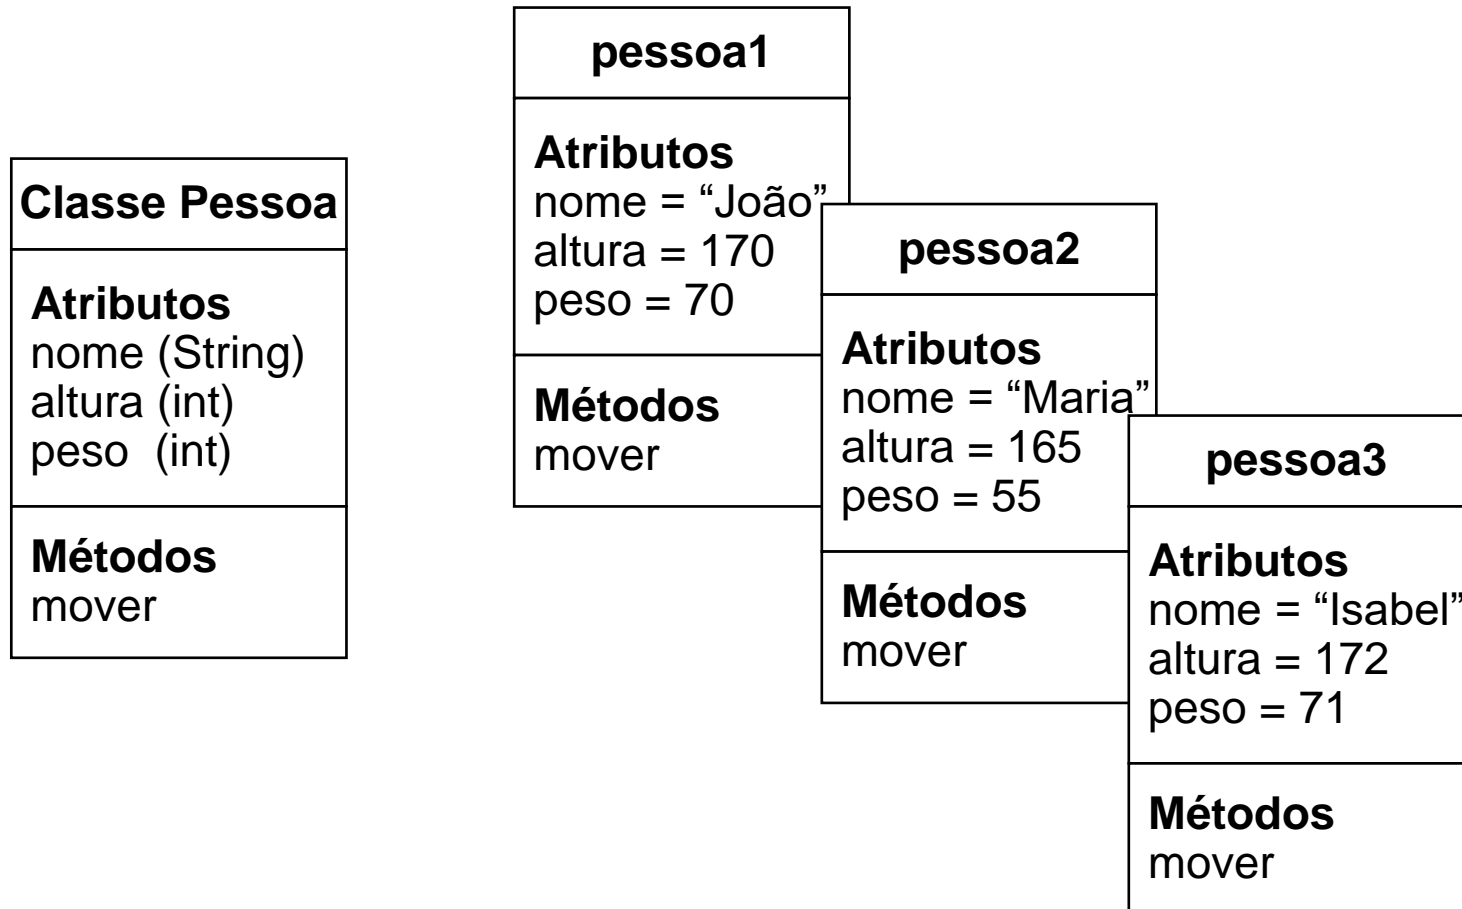 Classe Pessoa
Atributos
nome (String)
altura (int)
peso  (int)
Métodos
mover
pessoa1
Atributos
nome = “João”
altura = 170
peso = 70
Métodos
mover
pessoa2
Atributos
nome = “Maria”
altura = 165
peso = 55
Métodos
mover
pessoa3
Atributos
nome = “Isabel”
altura = 172
peso = 71
Métodos
mover